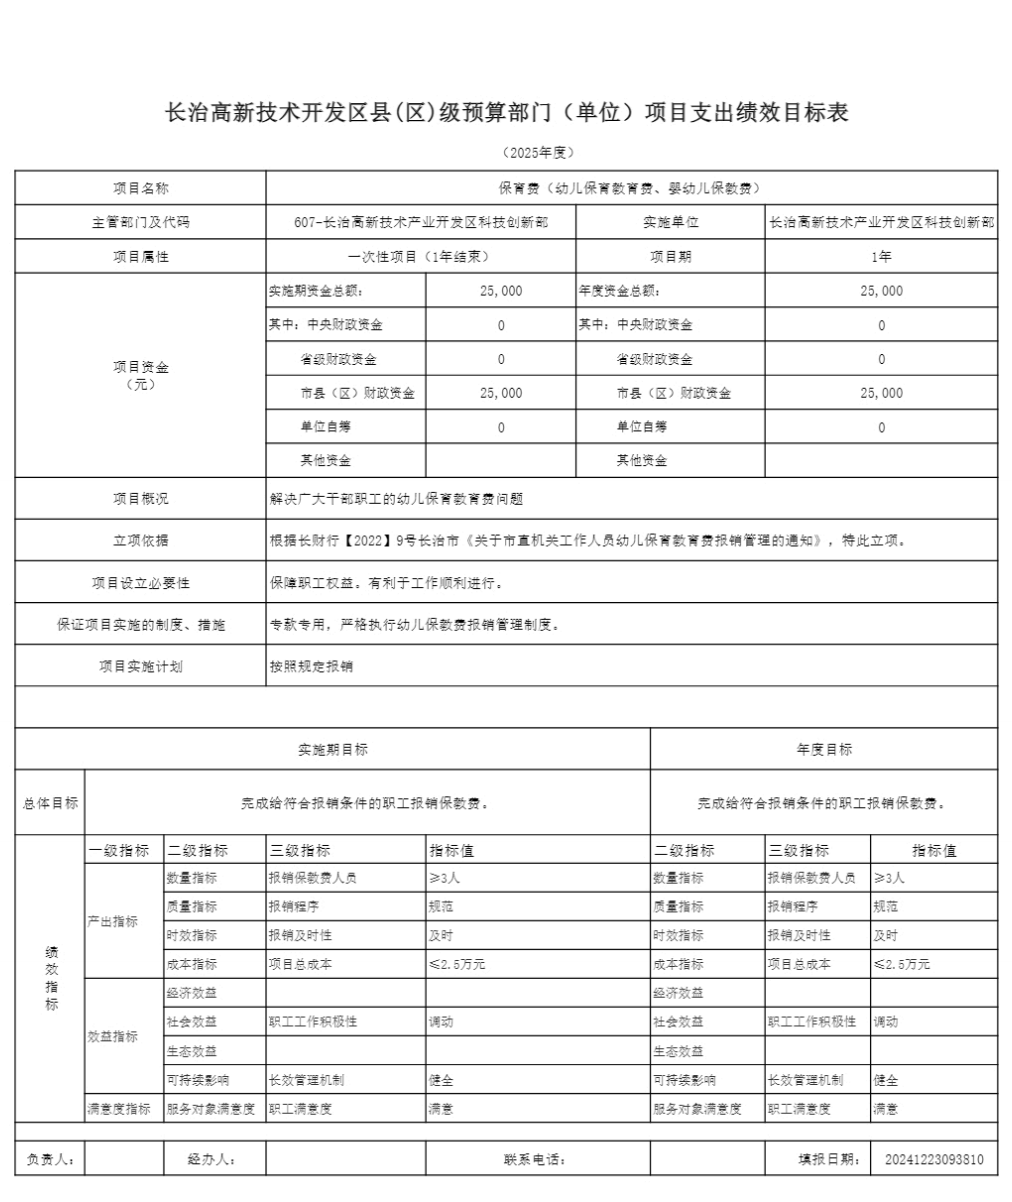 长治高新技术开发区县(区)级预算部门（单位）项目支出绩效目标表
（2025年度）
项目名称 保育费（幼儿保育教育费、婴幼儿保教费）
主管部门及代码 607-长治高新技术产业开发区科技创新部 实施单位 长治高新技术产业开发区科技创新部
项目属性 一次性项目（1年结束） 项目期 1年
项目资金
（元）
实施期资金总额： 25,000 年度资金总额： 25,000
其中：中央财政资金 0 其中：中央财政资金 0
省级财政资金 0 省级财政资金 0
市县（区）财政资金 25,000 市县（区）财政资金 25,000
单位自筹 0 单位自筹 0
其他资金 其他资金
项目概况 解决广大干部职工的幼儿保育教育费问题
立项依据 根据长财行【2022】9号长治市《关于市直机关工作人员幼儿保育教育费报销管理的通知》，特此立项。
项目设立必要性 保障职工权益。有利于工作顺利进行。
保证项目实施的制度、措施 专款专用，严格执行幼儿保教费报销管理制度。
项目实施计划 按照规定报销
实施期目标 年度目标
总体目标 完成给符合报销条件的职工报销保教费。 完成给符合报销条件的职工报销保教费。
绩
效
指
标
一级指标 二级指标 三级指标 指标值 二级指标 三级指标 指标值
产出指标
数量指标 报销保教费人员 ≥3人 数量指标 报销保教费人员 ≥3人
质量指标 报销程序 规范 质量指标 报销程序 规范
时效指标 报销及时性 及时 时效指标 报销及时性 及时
成本指标 项目总成本 ≤2.5万元 成本指标 项目总成本 ≤2.5万元
效益指标
经济效益 经济效益
社会效益 职工工作积极性 调动 社会效益 职工工作积极性 调动
生态效益 生态效益
可持续影响 长效管理机制 健全 可持续影响 长效管理机制 健全
满意度指标 服务对象满意度 职工满意度 满意 服务对象满意度 职工满意度 满意
负责人： 经办人： 联系电话： 填报日期： 20241223093810